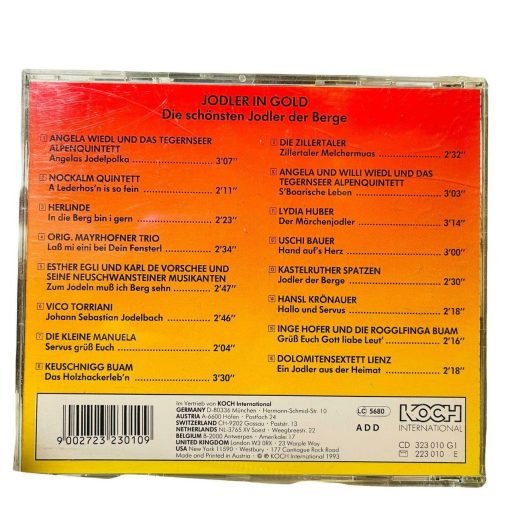 JODLER IN GOLD
Die schönsten Jodler der Berge
1 ANGELA WIEDL UND DAS TEGERNSEER
ALPENQUINTETT
Angelas Jodelpolka 3'07"
2 NOCKALM QUINTETT
A Lederhos'n is so fein 2'11"
3 HERLINDE
In die Berg bin i gern 2'23"
4 ORIG. MAYRHOFNER TRIO
Laß mi eini bei Dein Fensterl 2'34"
5 ESTHER EGLI UND KARL DE VORSCHEE UND
SEINE NEUSCHWANSTEINER MUSIKANTEN
Zum Jodeln muß ich Berg sehn 2'47"
6 VICO TORRIANI
Johann Sebastian Jodelbach 2'46"
7 DIE KLEINE MANUELA
Servus grüß Euch 2'04"
8 KEUSCHNIGG BUAM
Das Holzhackerleb'n 3'30"
9 DIE ZILLERTALER
Zillertaler Melchermuas 2'32"
10 ANGELA UND WILLI WIEDL UND DAS
TEGERNSEER ALPENQUINTETT
S'Boarische Leben 3'03"
11 LYDIA HUBER
Der Märchenjodler 3'14"
12 USCHI BAUER
Hand auf's Herz 3'00"
13 KASTELRUTHER SPATZEN
Jodler der Berge 2'30"
14 HANSL KRÖNAUER
Hallo und Servus 2'18"
15 INGE HOFER UND DIE ROGGLFINGA BUAM
Grüß Euch Gott liabe Leut' 2'16"
16 DOLOMITENSEXTETT LIENZ
Ein Jodler aus der Heimat 2'18"
9 002723 230109
Im Vertrieb von KOCH International
GERMANY D-80336 München · Hermann-Schmid-Str. 10
AUSTRIA A-6600 Höfen · Postfach 24
SWITZERLAND CH-9202 Gossau · Poststr. 13
NETHERLANDS NL-3765 XV Soest · Weegbreestr. 22
BELGIUM B-2000 Antwerpen · Amerikalei 17
UNITED KINGDOM London W3 0RX · 23 Warple Way
USA New York 11590 · Westbury · 177 Cantiague Rock Road
Made and Printed in Austria · © ℗ KOCH International 1993
LC 5680
ADD
KOCH
INTERNATIONAL
CD 323 010 G1
223 010 E